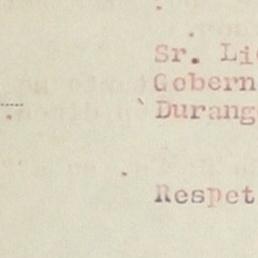 Sr. Li
Gobern
Durang
Respet